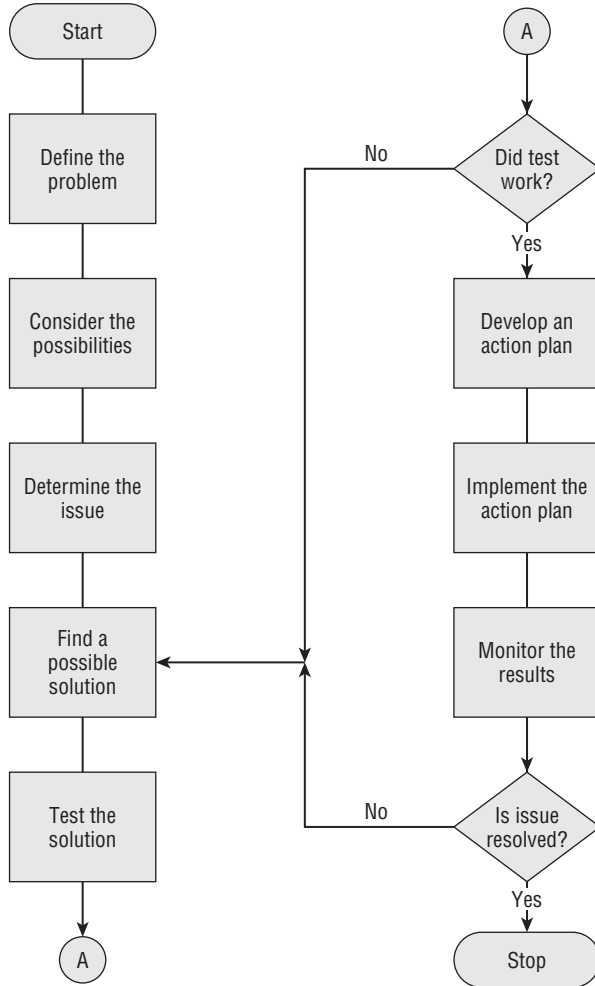 Start
Define the
problem
Consider the
possibilities
Determine the
issue
Find a
possible
solution
Test the
solution
A
A
Did test
work?
No
Yes
Develop an
action plan
Implement the
action plan
Monitor the
results
Is issue
resolved?
No
Yes
Stop